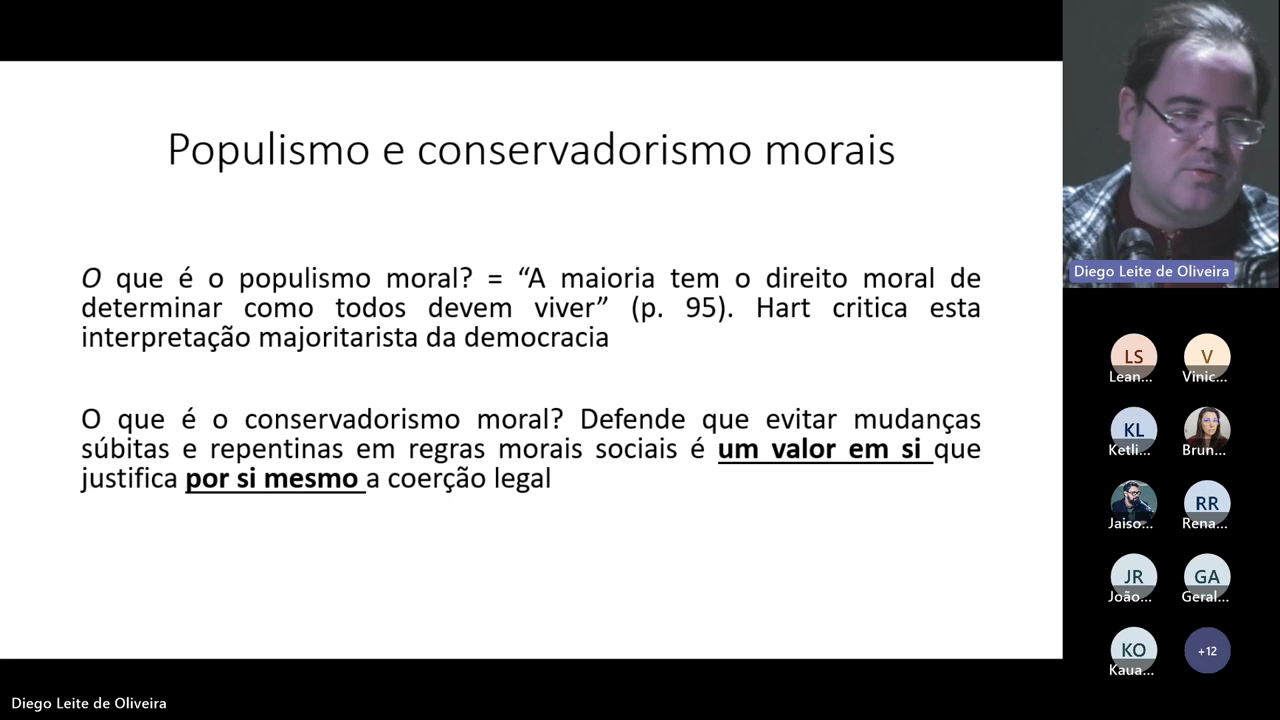 Populismo e conservadorismo morais
O que é o populismo moral? = “A maioria tem o direito moral de
determinar como todos devem viver” (p. 95). Hart critica esta
interpretação majoritarista da democracia
O que é o conservadorismo moral? Defende que evitar mudanças
súbitas e repentinas em regras morais sociais é um valor em si que
justifica por si mesmo a coerção legal
Diego Leite de Oliveira
LS
V
Lean...
Vinic...
KL
Ketli...
Brun...
RR
Jaiso...
Rena...
JR
GA
João...
Geral...
KO
+12
Kaua...
Diego Leite de Oliveira